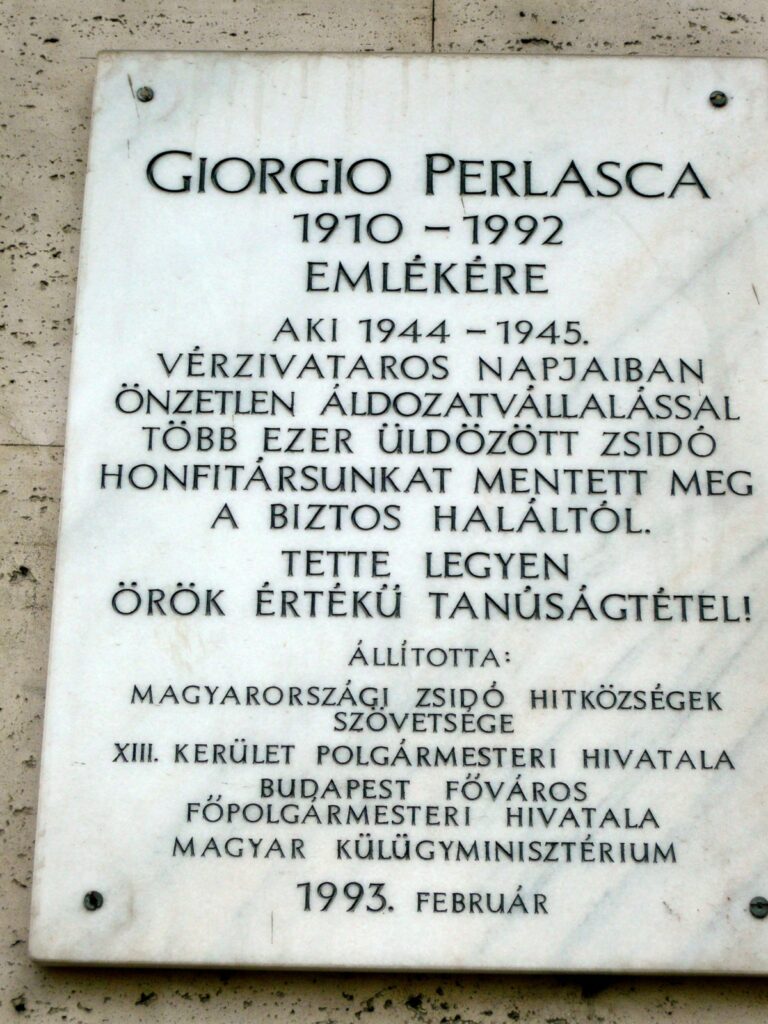 GIORGIO PERLASCA
1910 – 1992
EMLÉKÉRE
AKI 1944 – 1945.
VÉRZIVATAROS NAPJAIBAN
ÖNZETLEN ÁLDOZATVÁLLALÁSSAL
TÖBB EZER ÜLDÖZÖTT ZSIDÓ
HONFITÁRSUNKAT MENTETT MEG
A BIZTOS HALÁLTÓL.
TETTE LEGYEN
ÖRÖK ÉRTÉKŰ TANÚSÁGTÉTEL!
ÁLLÍTOTTA:
MAGYARORSZÁGI ZSIDÓ HITKÖZSÉGEK
SZÖVETSÉGE
XIII. KERÜLET POLGÁRMESTERI HIVATALA
BUDAPEST FŐVÁROS
FŐPOLGÁRMESTERI HIVATALA
MAGYAR KÜLÜGYMINISZTÉRIUM
1993. FEBRUÁR